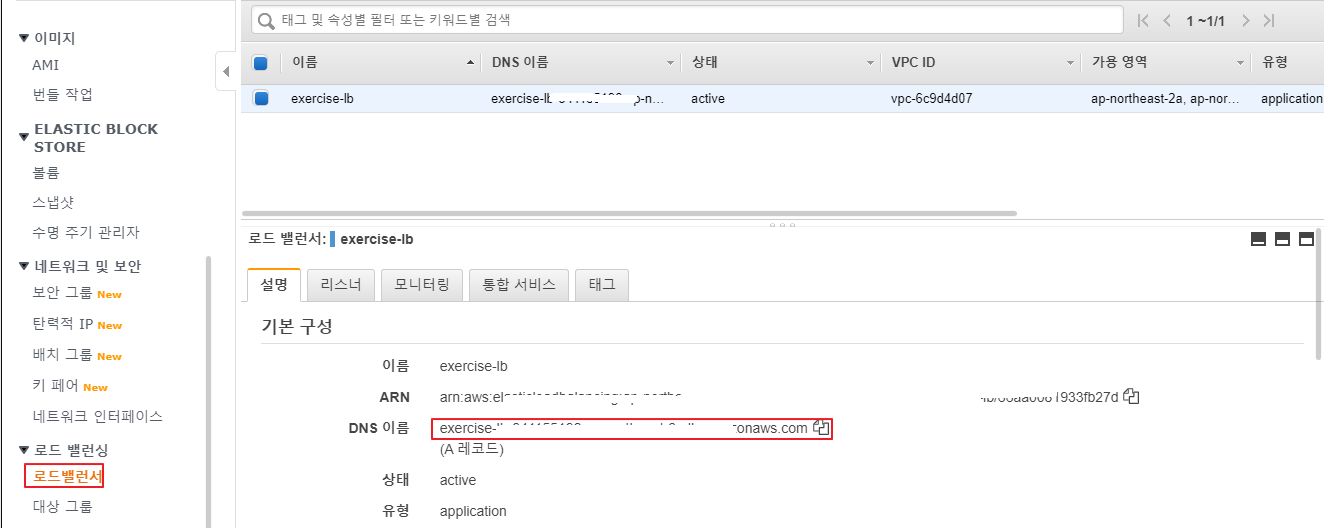 이미지
AMI
번들 작업
ELASTIC BLOCK
STORE
볼륨
스냅샷
수명 주기 관리자
네트워크 및 보안
보안 그룹 New
탄력적 IP New
배치 그룹 New
키 페어 New
네트워크 인터페이스
로드 밸런싱
로드밸런서
대상 그룹
태그 및 속성별 필터 또는 키워드별 검색
1 ~1/1
이름 DNS 이름 상태 VPC ID 가용 영역 유형
exercise-lb exercise-lb p-n... active vpc-6c9d4d07 ap-northeast-2a, ap-nor... application
로드 밸런서: exercise-lb
설명 리스너 모니터링 통합 서비스 태그
기본 구성
이름 exercise-lb
ARN arn:aws:el 1933fb27d
DNS 이름 exercise- onaws.com
(A 레코드)
상태 active
유형 application